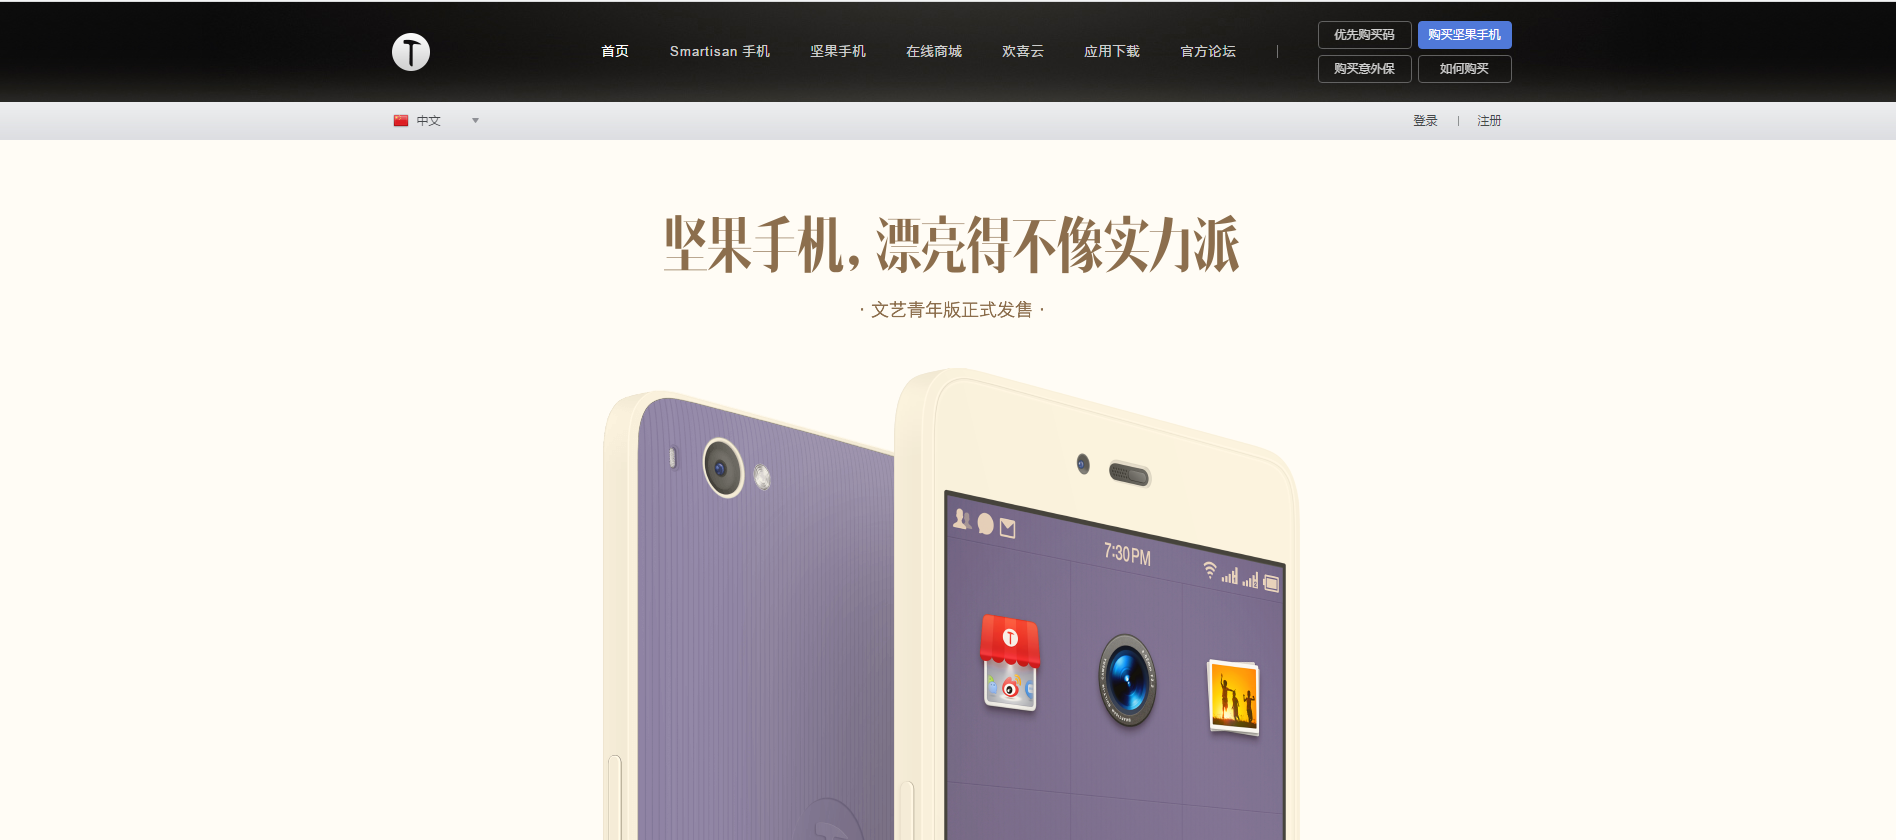 首页 Smartisan 手机 坚果手机 在线商城 欢喜云 应用下载 官方论坛
优先购买码 购买坚果手机
购买意外保 如何购买
中文
登录 注册
坚果手机，漂亮得不像实力派
· 文艺青年版正式发售 ·
7:30PM